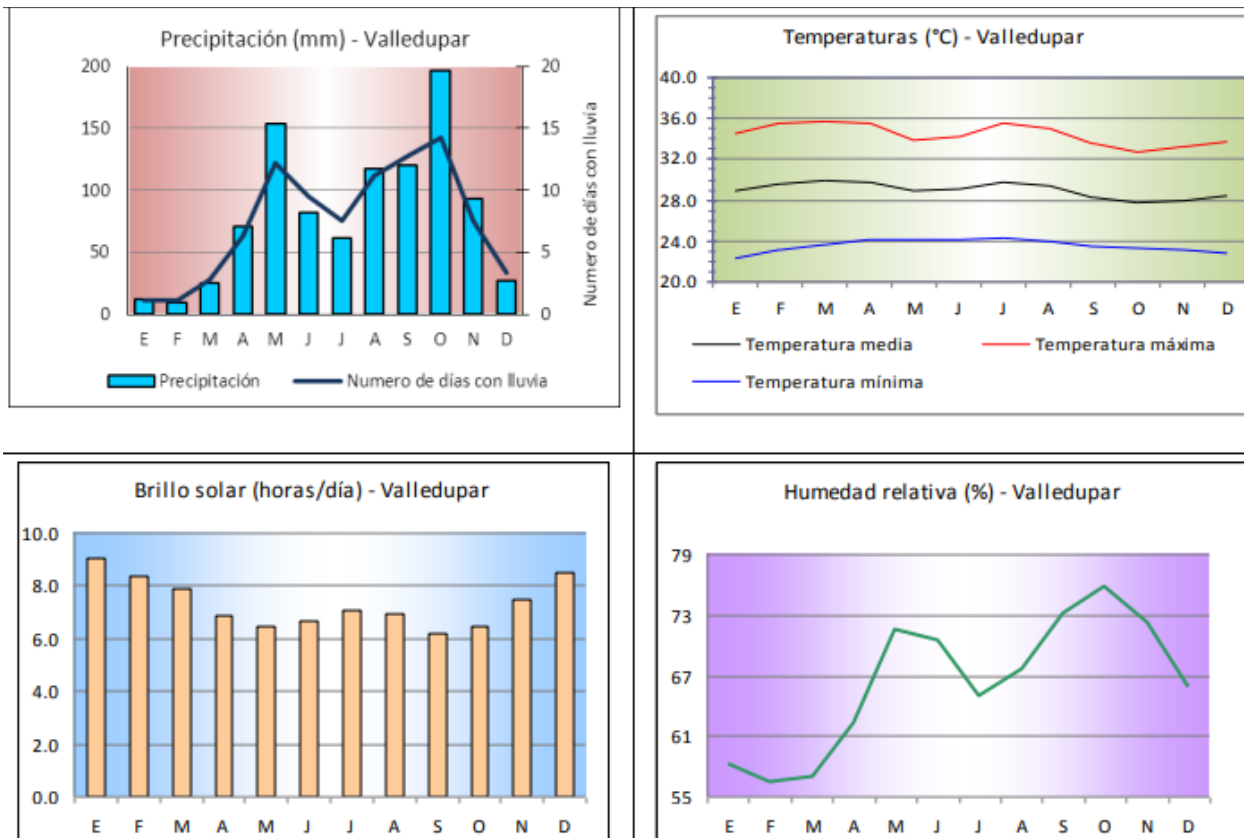 Precipitación (mm) - Valledupar
200
150
100
50
0
20
15
10
5
0
Numero de días con lluvia
E F M A M J J A S O N D
Precipitación Numero de días con lluvia
Temperaturas (°C) - Valledupar
40.0
36.0
32.0
28.0
24.0
20.0
E F M A M J J A S O N D
Temperatura media Temperatura máxima
Temperatura mínima
Brillo solar (horas/día) - Valledupar
10.0
8.0
6.0
4.0
2.0
0.0
E F M A M J J A S O N D
Humedad relativa (%) - Valledupar
79
73
67
61
55
E F M A M J J A S O N D